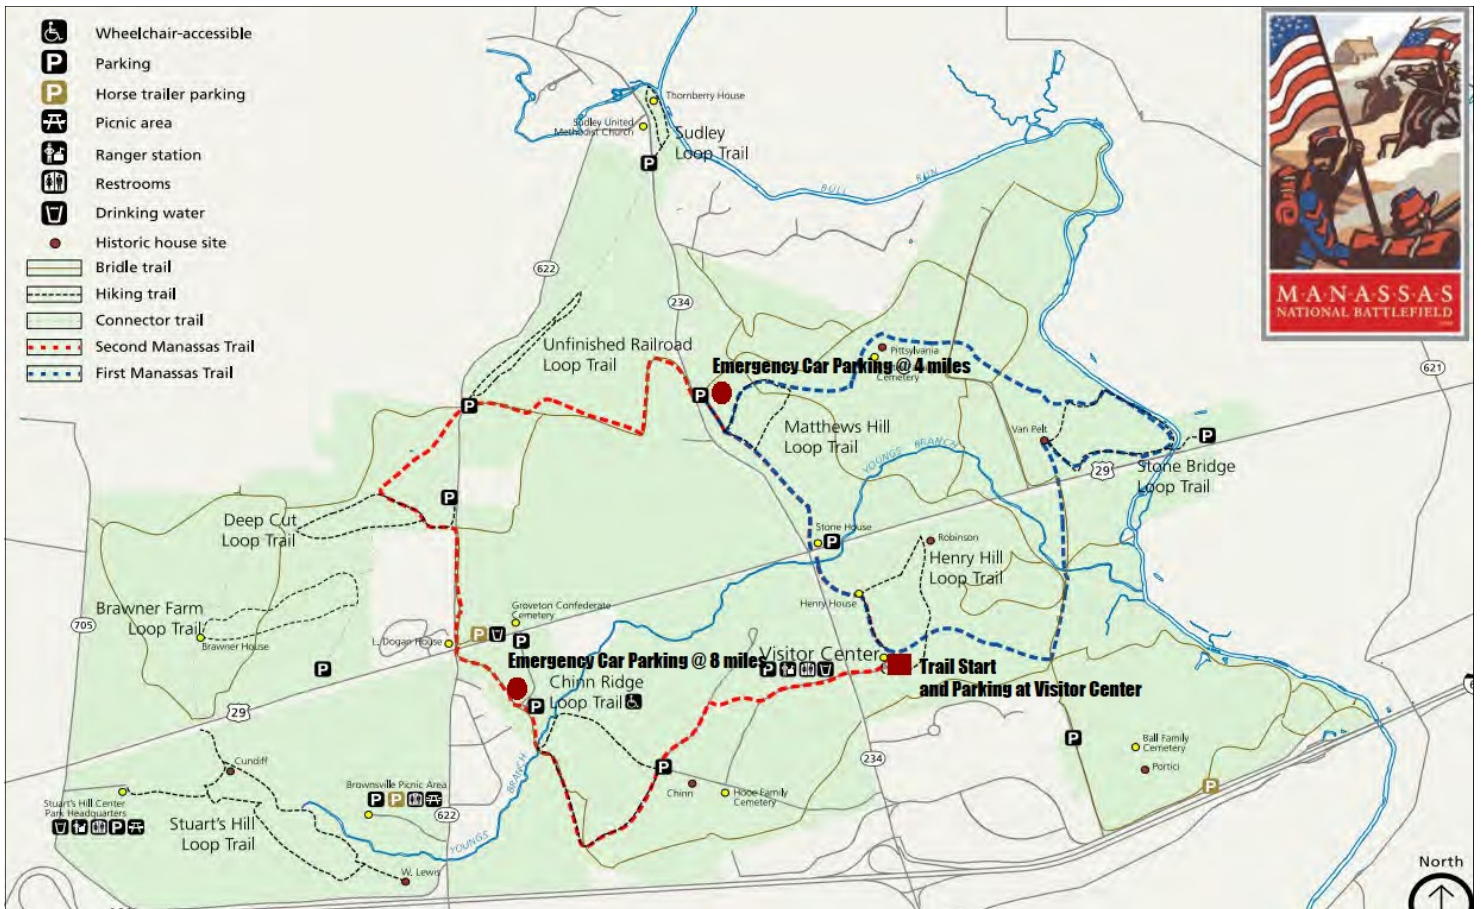 Wheelchair-accessible
Parking
Horse trailer parking
Picnic area
Ranger station
Restrooms
Drinking water
Historic house site
Bridle trail
Hiking trail
Connector trail
Second Manassas Trail
First Manassas Trail
M·A·N·A·S·S·A·S
NATIONAL BATTLEFIELD
Thornberry House
Sudley United
Methodist Church
Sudley
Loop Trail
P
BULL RUN
622
234
Unfinished Railroad
Loop Trail
Pittsylvania
Emergency Car Parking @ 4 miles
Cemetery
621
P
P
Matthews Hill
Loop Trail
Van Pelt
P
YOUNGS BRANCH
29
Stone Bridge
Loop Trail
P
Deep Cut
Loop Trail
Stone House
P
Robinson
Henry Hill
Loop Trail
Brawner Farm
Loop Trail
705
Brawner House
Groveton Confederate
Cemetery
Henry House
L. Dogan House
P
P
Visitor Center
Emergency Car Parking @ 8 miles
P
P
Trail Start
and Parking at Visitor Center
Chinn Ridge
Loop Trail
P
29
Ball Family
Cemetery
P
234
Cundiff
P
Portici
P
Chinn
Hooe Family
Cemetery
Stuart's Hill Center
Park Headquarters
P
Brownsville Picnic Area
P P
622
Stuart's Hill
Loop Trail
YOUNGS BRANCH
W. Lewis
North